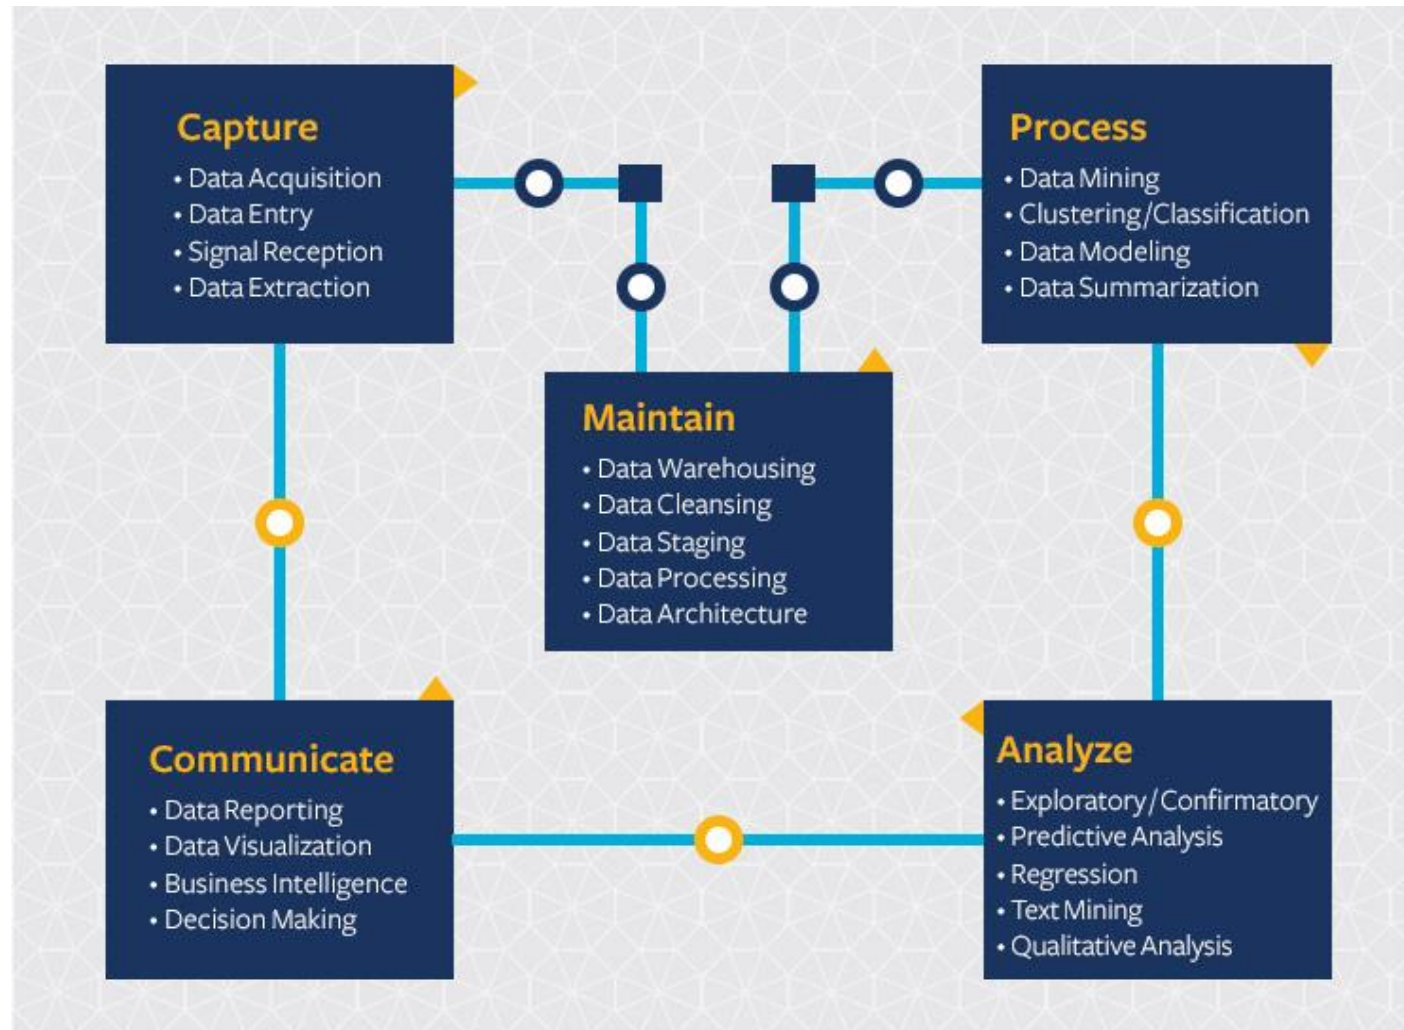 Capture
• Data Acquisition
• Data Entry
• Signal Reception
• Data Extraction
Maintain
• Data Warehousing
• Data Cleansing
• Data Staging
• Data Processing
• Data Architecture
Process
• Data Mining
• Clustering/Classification
• Data Modeling
• Data Summarization
Analyze
• Exploratory/Confirmatory
• Predictive Analysis
• Regression
• Text Mining
• Qualitative Analysis
Communicate
• Data Reporting
• Data Visualization
• Business Intelligence
• Decision Making